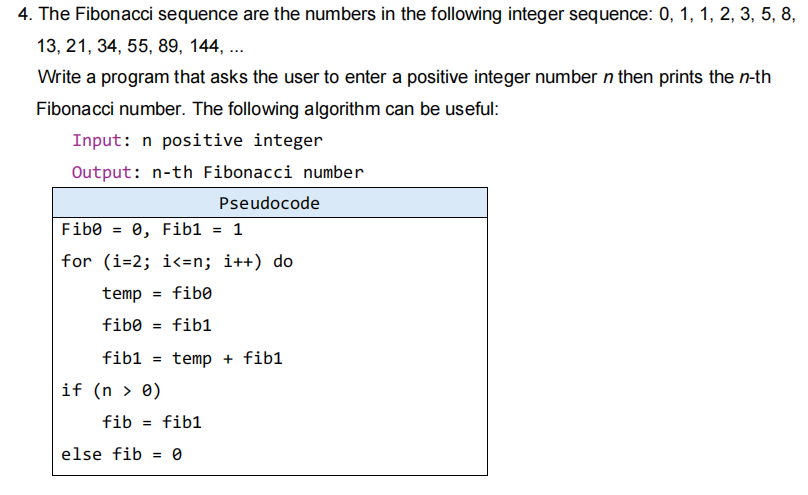 4. The Fibonacci sequence are the numbers in the following integer sequence: 0, 1, 1, 2, 3, 5, 8,
13, 21, 34, 55, 89, 144, ...
Write a program that asks the user to enter a positive integer number n then prints the n-th
Fibonacci number. The following algorithm can be useful:
Input: n positive integer
Output: n-th Fibonacci number
Pseudocode
Fib0 = 0, Fib1 = 1
for (i=2; i<=n; i++) do
temp = fib0
fib0 = fib1
fib1 = temp + fib1
if (n > 0)
fib = fib1
else fib = 0